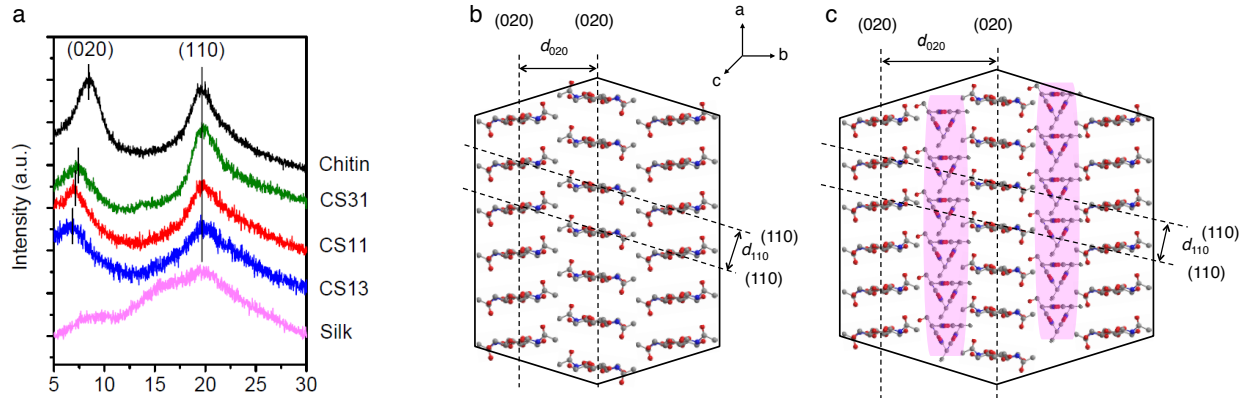 a
(020)
(110)
Intensity (a.u.)
Chitin
CS31
CS11
CS13
Silk
5 10 15 20 25 30
b
(020) (020)
d020
a
b
c
(110)
d110
(110)
c
(020) (020)
d020
(110)
d110
(110)